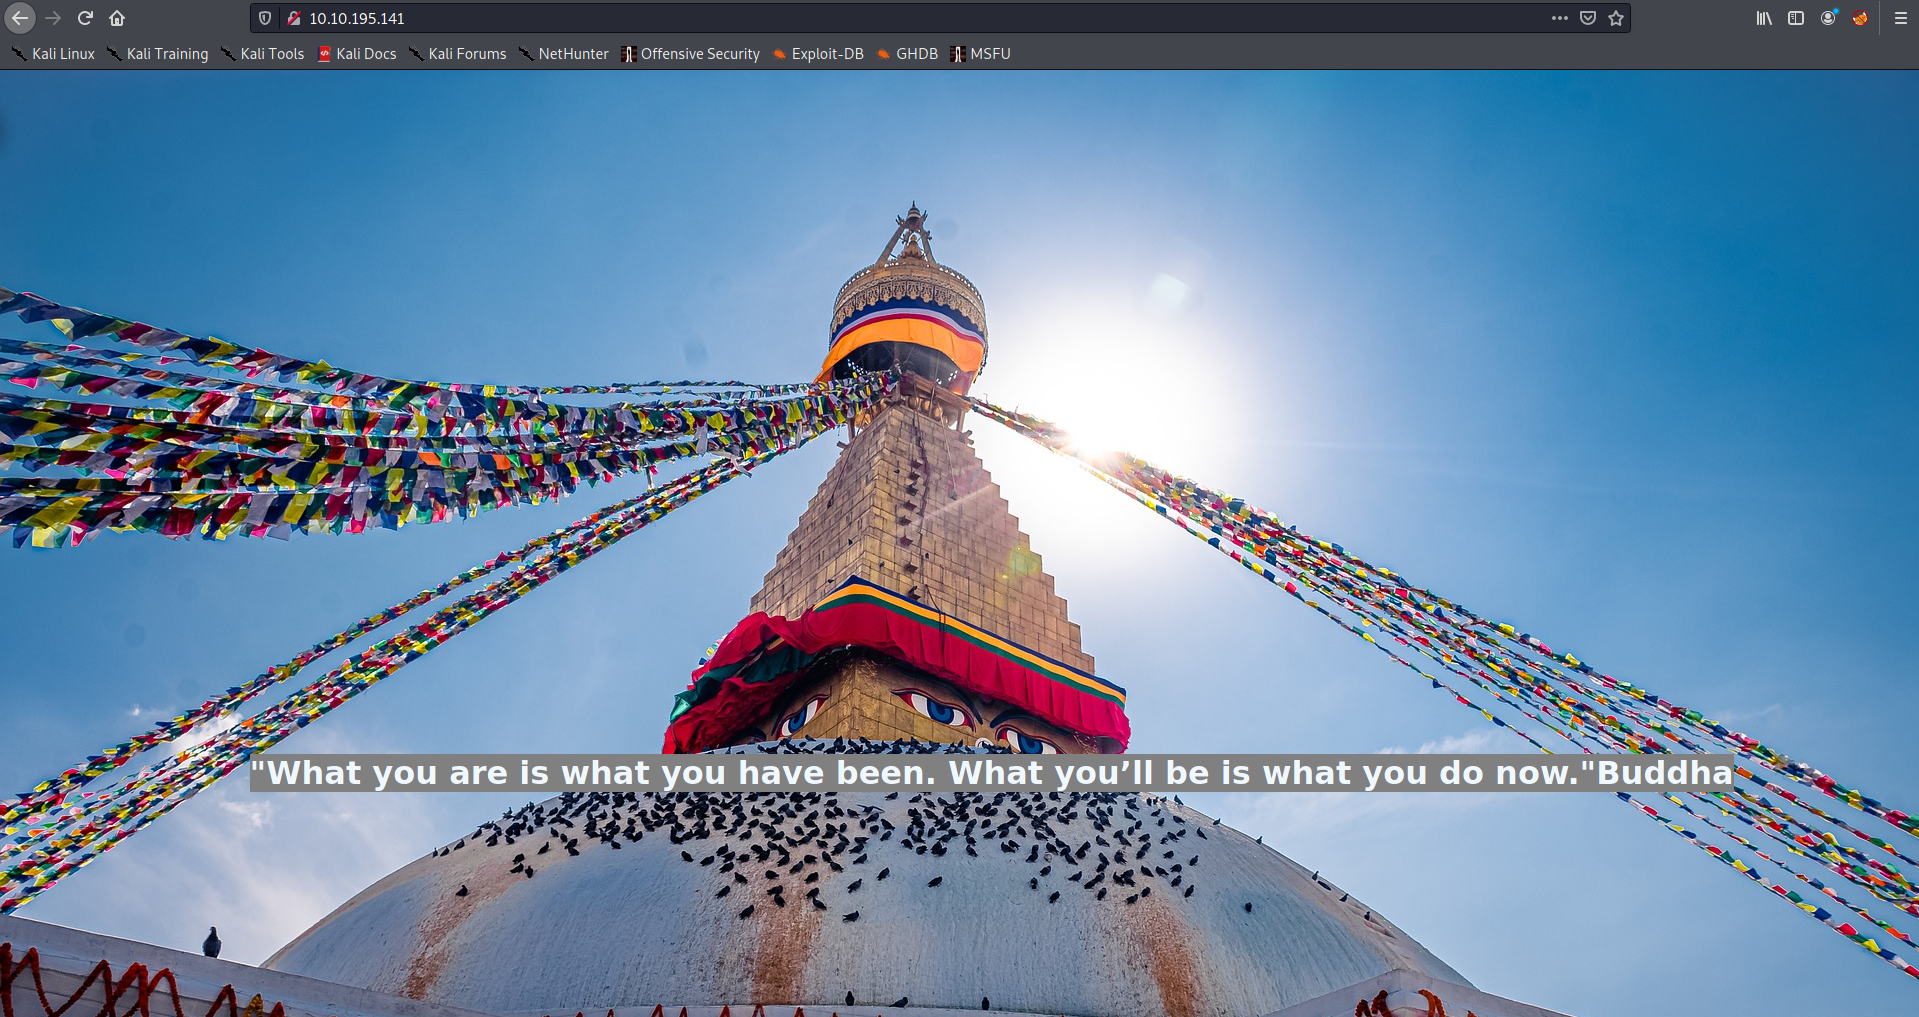 10.10.195.141
Kali Linux Kali Training Kali Tools Kali Docs Kali Forums NetHunter Offensive Security Exploit-DB GHDB MSFU
"What you are is what you have been. What you’ll be is what you do now."Buddha